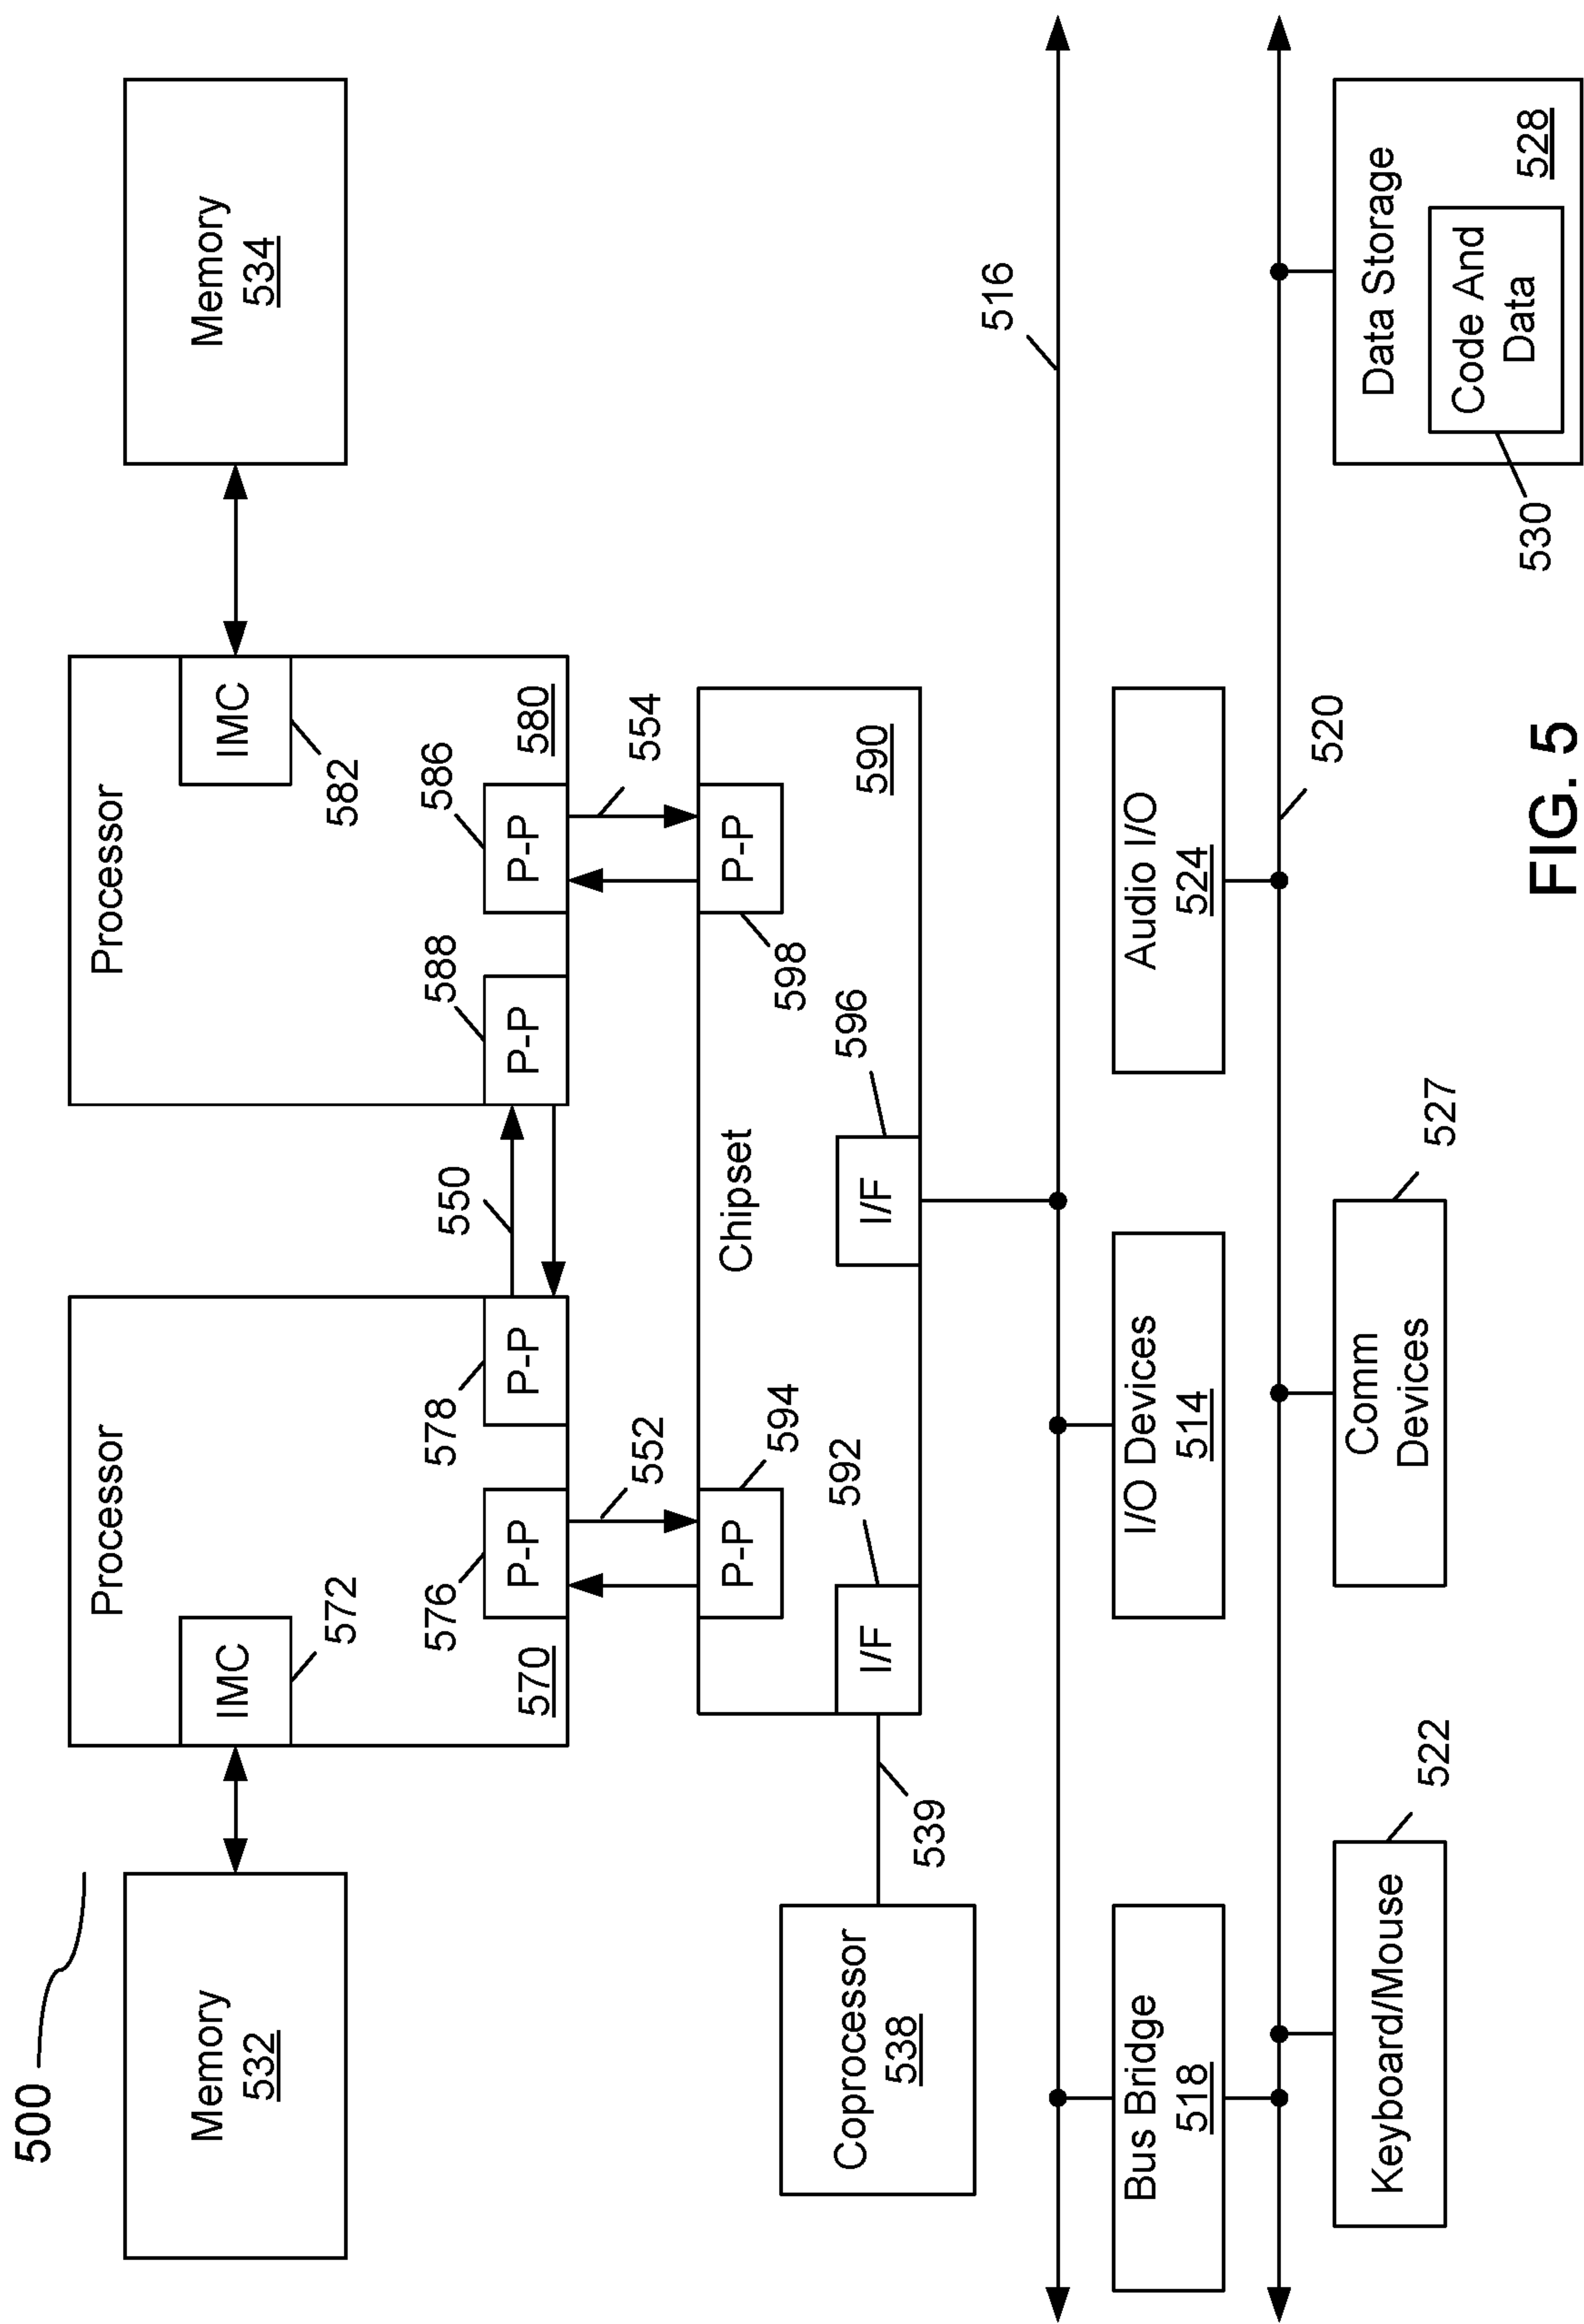 500
Memory
532
Processor
IMC
572
576
P-P
570
578
P-P
550
Processor
IMC
582
588
P-P
586
P-P
580
Memory
534
552
554
Coprocessor
538
539
Chipset
P-P
594
I/F
592
I/F
596
P-P
598
590
516
Bus Bridge
518
I/O Devices
514
Audio I/O
524
520
Keyboard/Mouse
522
Comm
Devices
527
Data Storage
528
Code And
Data
530
FIG. 5